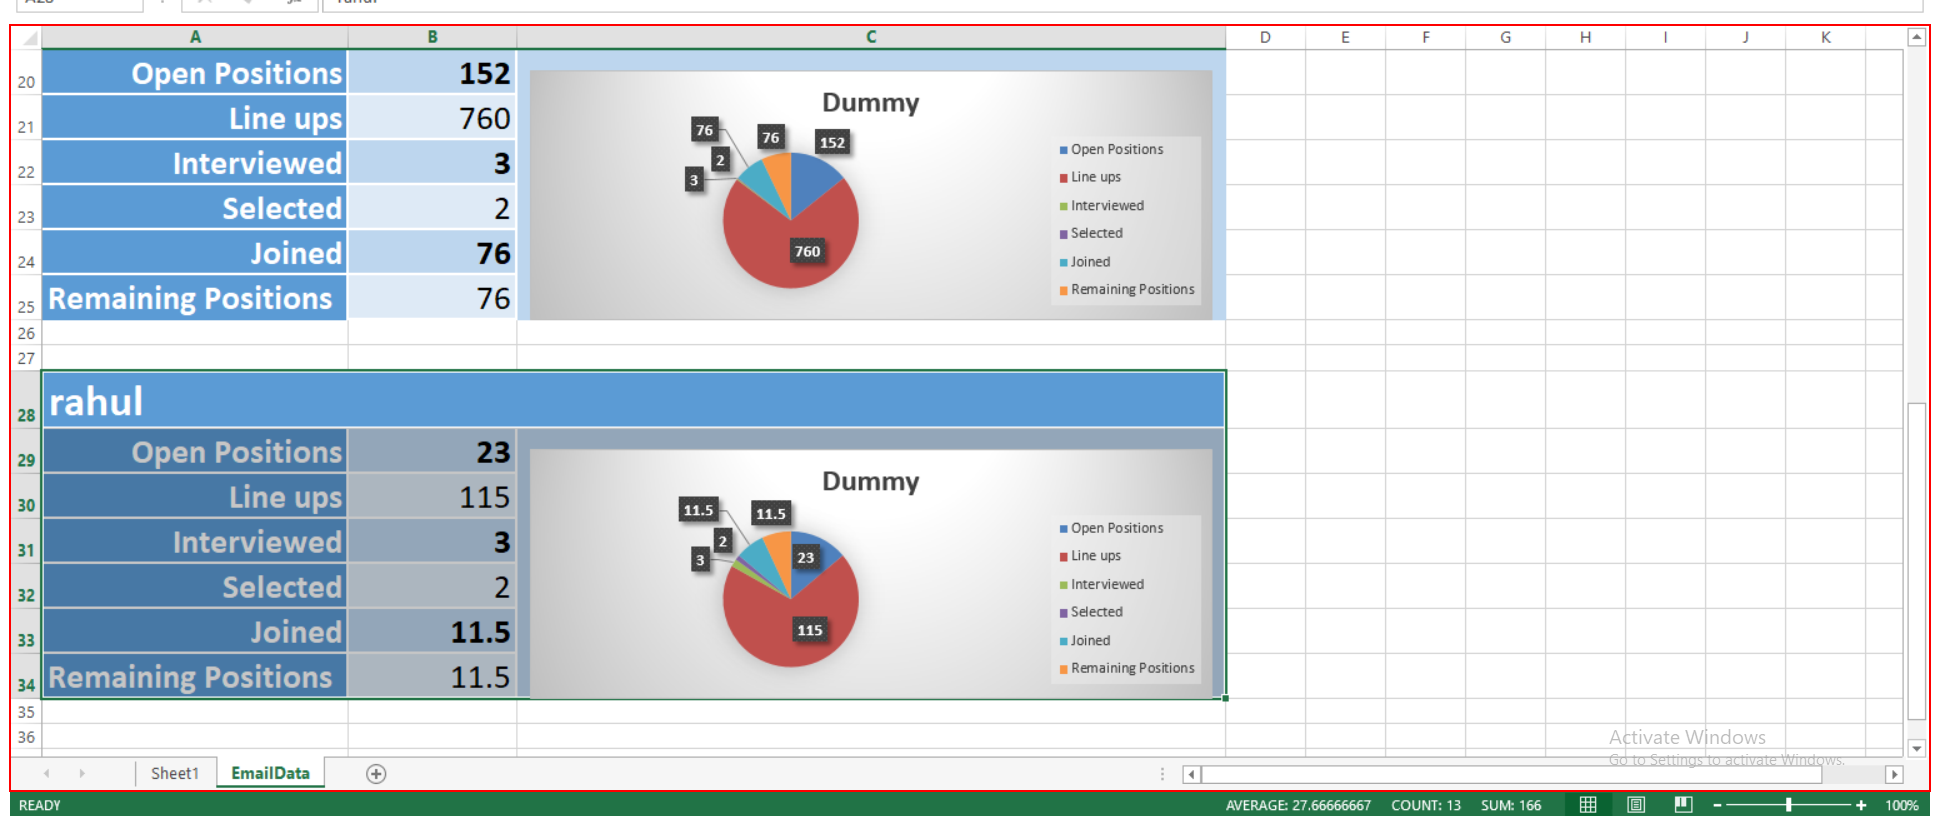 A B C D E F G H I J K
20 Open Positions 152
21 Line ups 760
22 Interviewed 3
23 Selected 2
24 Joined 76
25 Remaining Positions 76
Dummy
76 76 152
2
3
760
Open Positions
Line ups
Interviewed
Selected
Joined
Remaining Positions
26
27
28 rahul
29 Open Positions 23
30 Line ups 115
31 Interviewed 3
32 Selected 2
33 Joined 11.5
34 Remaining Positions 11.5
Dummy
11.5 11.5
2
3 23
115
Open Positions
Line ups
Interviewed
Selected
Joined
Remaining Positions
35
36
Activate Windows
Go to Settings to activate Windows.
Sheet1 EmailData
READY AVERAGE: 27.66666667 COUNT: 13 SUM: 166 100%